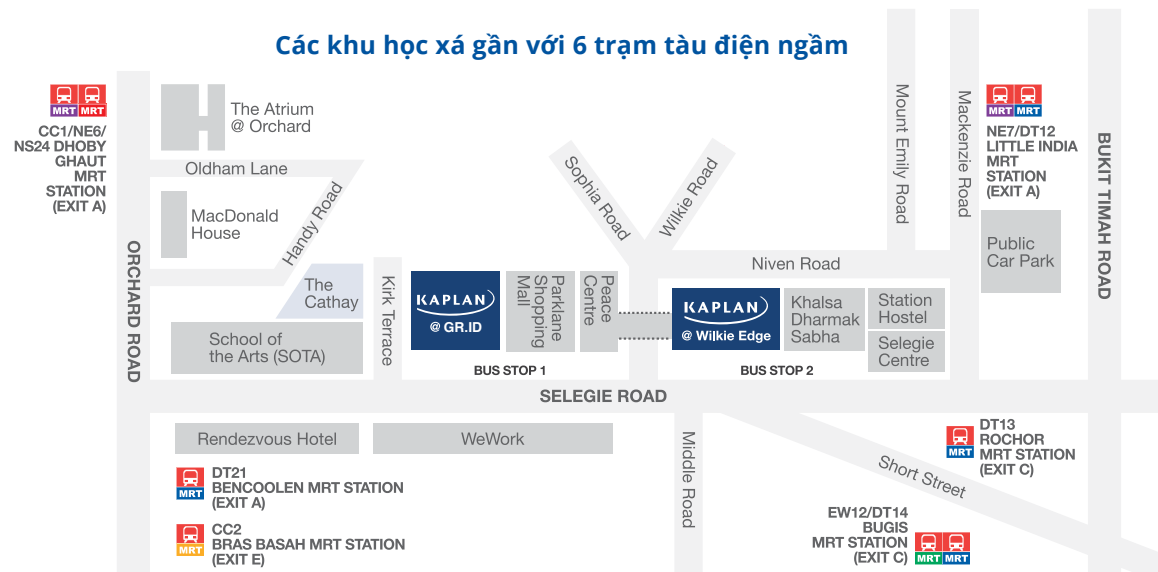 Các khu học xá gần với 6 trạm tàu điện ngầm
MRT MRT
CC1/NE6/
NS24 DHOBY
GHAUT
MRT
STATION
(EXIT A)
The Atrium
@ Orchard
Oldham Lane
MacDonald
House
Handy Road
ORCHARD ROAD
The
Cathay
School of
the Arts (SOTA)
Kirk Terrace
KAPLAN
@ GR.ID
Parklane
Shopping
Mall
Peace
Centre
Sophia Road
Wilkie Road
Niven Road
KAPLAN
@ Wilkie Edge
Khalsa
Dharmak
Sabha
Station
Hostel
Selegie
Centre
Mount Emily Road
Mackenzie Road
MRT MRT
NE7/DT12
LITTLE INDIA
MRT
STATION
(EXIT A)
Public
Car Park
BUKIT TIMAH ROAD
BUS STOP 1
BUS STOP 2
SELEGIE ROAD
Rendezvous Hotel
WeWork
MRT
DT21
BENCOOLEN MRT STATION
(EXIT A)
MRT
CC2
BRAS BASAH MRT STATION
(EXIT E)
Middle Road
Short Street
MRT
DT13
ROCHOR
MRT STATION
(EXIT C)
EW12/DT14
BUGIS
MRT STATION
(EXIT C)
MRT MRT